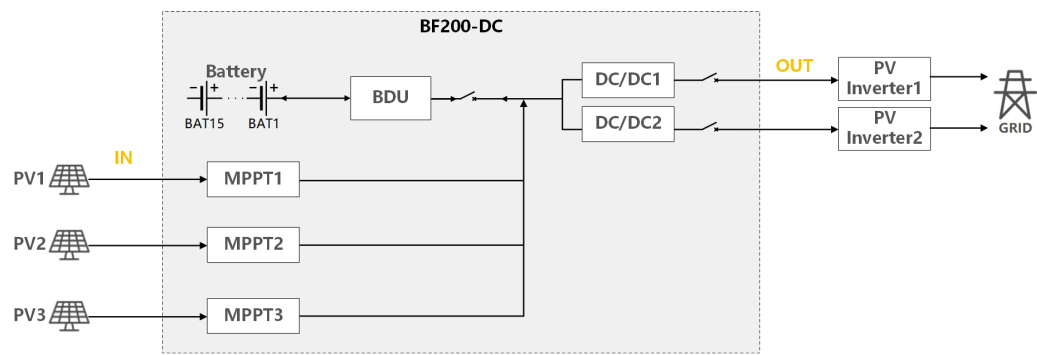 BF200-DC
Battery
− + − +
BAT15 BAT1
BDU
DC/DC1
DC/DC2
OUT
PV
Inverter1
PV
Inverter2
GRID
IN
PV1
MPPT1
PV2
MPPT2
PV3
MPPT3